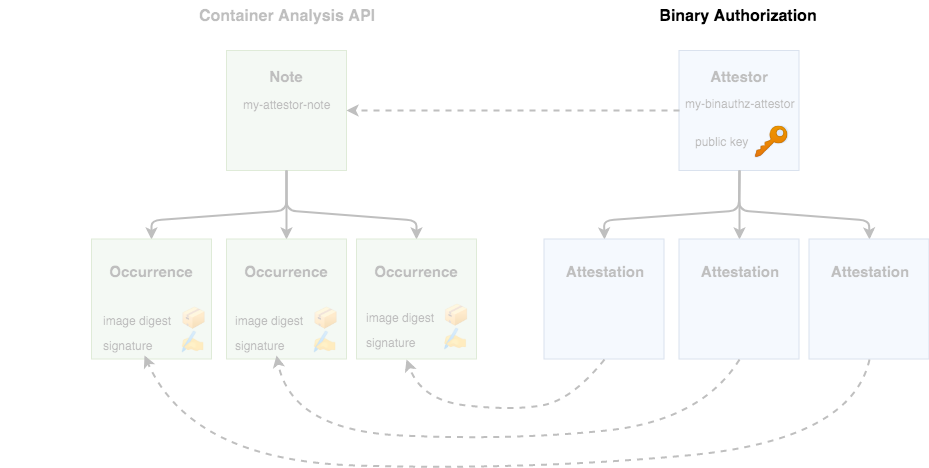 Container Analysis API
Binary Authorization
Note
my-attestor-note
Attestor
my-binauthz-attestor
public key
Occurrence
image digest
signature
Occurrence
image digest
signature
Occurrence
image digest
signature
Attestation
Attestation
Attestation